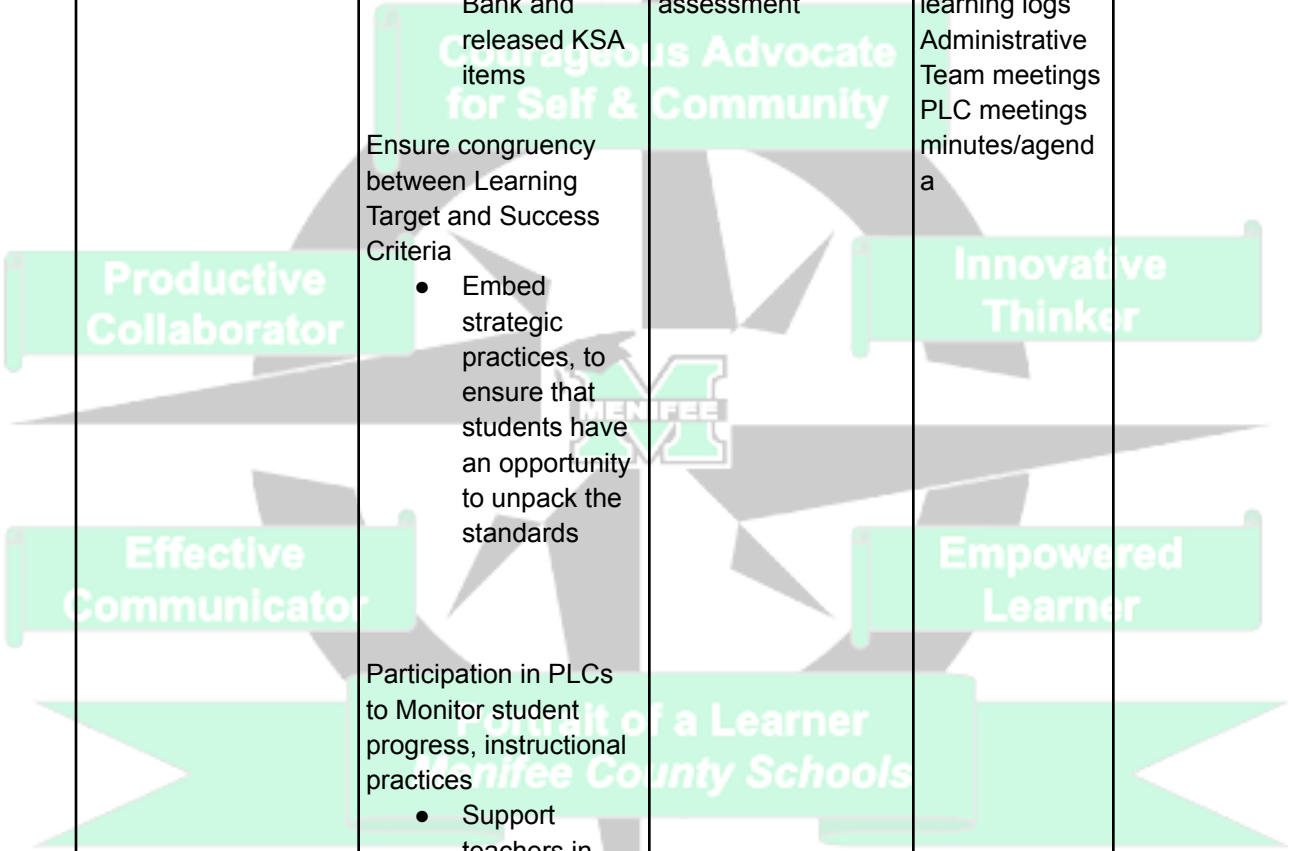 Bank and
released KSA
items
Ensure congruency
between Learning
Target and Success
Criteria
● Embed
strategic
practices, to
ensure that
students have
an opportunity
to unpack the
standards
Participation in PLCs
to Monitor student
progress, instructional
practices
● Support
teachers in
assessment
learning logs
Administrative
Team meetings
PLC meetings
minutes/agend
a
Courageous Advocate
for Self & Community
Productive
Collaborator
Innovative
Thinker
MENIFEE
Effective
Communicator
Empowered
Learner
Portrait of a Learner
Menifee County Schools